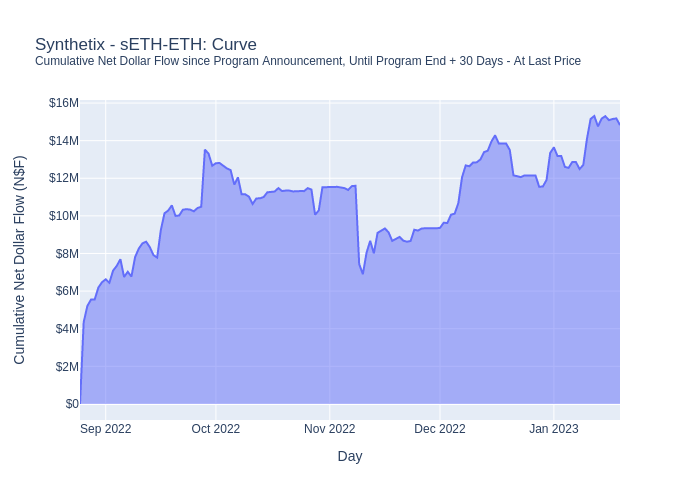 Synthetix - sETH-ETH: Curve
Cumulative Net Dollar Flow since Program Announcement, Until Program End + 30 Days - At Last Price
Cumulative Net Dollar Flow (N$F)
$16M
$14M
$12M
$10M
$8M
$6M
$4M
$2M
$0
Sep 2022
Oct 2022
Nov 2022
Dec 2022
Jan 2023
Day